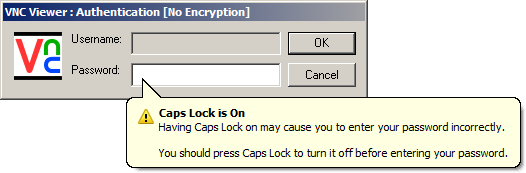 VNC Viewer : Authentication [No Encryption]
Username:
OK
Password:
Cancel
VNC
Caps Lock is On
Having Caps Lock on may cause you to enter your password incorrectly.
You should press Caps Lock to turn it off before entering your password.